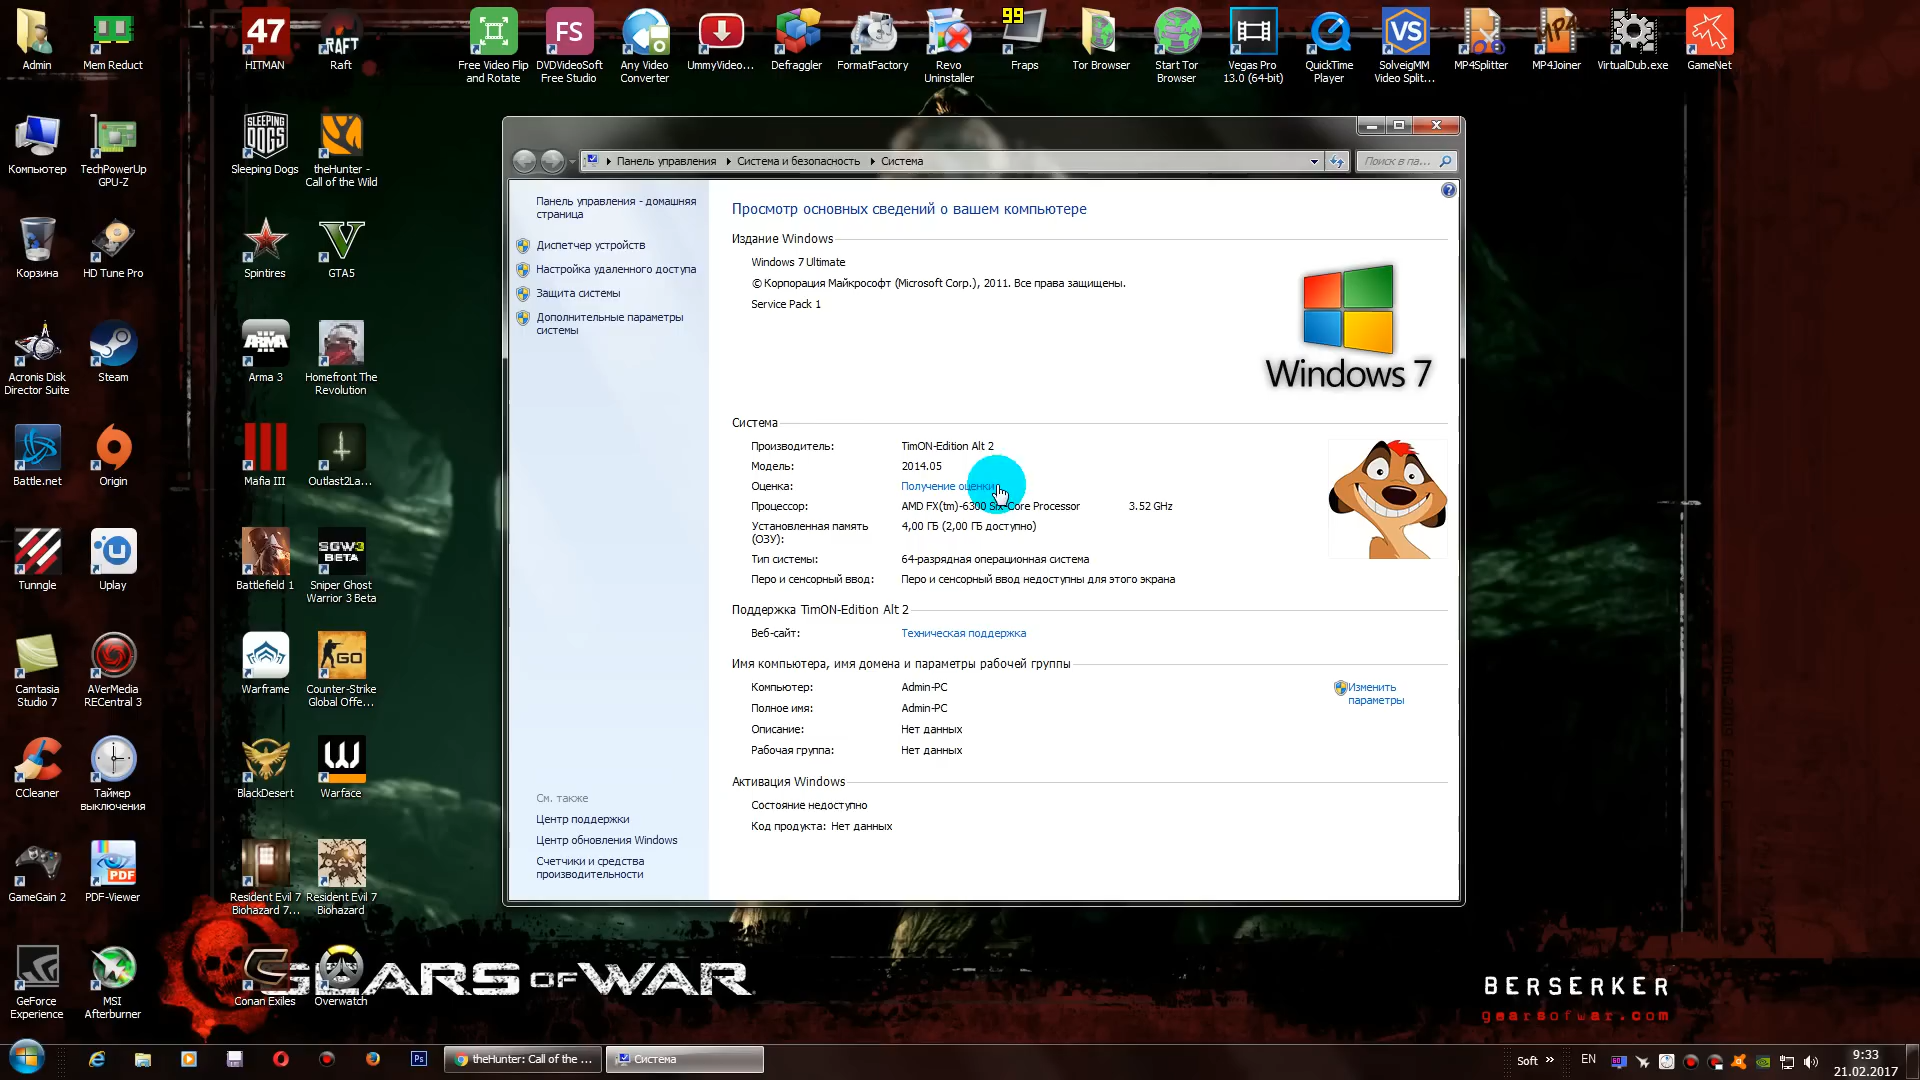 Admin
Mem Reduct
47
HITMAN
RAFT
Raft
Free Video Flip
and Rotate
FS
DVDVideoSoft
Free Studio
Any Video
Converter
UmmyVideo...
Defraggler
FormatFactory
Revo
Uninstaller
99
Fraps
Tor Browser
Start Tor
Browser
Vegas Pro
13.0 (64-bit)
QuickTime
Player
VS
SolveigMM
Video Split...
MP4Splitter
MP4
MP4Joiner
VirtualDub.exe
GameNet
Компьютер
TechPowerUp
GPU-Z
SLEEPING
DOGS
Sleeping Dogs
theHunter -
Call of the Wild
Корзина
HD Tune Pro
Spintires
V
GTA5
Acronis Disk
Director Suite
Steam
ARMA
Arma 3
Homefront The
Revolution
Battle.net
Origin
Mafia III
Outlast2La...
Tunngle
Uplay
Battlefield 1
SGW3
BETA
Sniper Ghost
Warrior 3 Beta
Camtasia
Studio 7
AVerMedia
RECentral 3
Warframe
GO
Counter-Strike
Global Offe...
CCleaner
Таймер
выключения
BlackDesert
Warface
GameGain 2
PDF
PDF-Viewer
Resident Evil 7
Biohazard 7...
Resident Evil 7
Biohazard
GeForce
Experience
MSI
Afterburner
Conan Exiles
Overwatch
GEARS OF WAR
BERSERKER
gearsofwar.com
Панель управления
Система и безопасность
Система
Поиск в па...
Панель управления - домашняя
страница
Диспетчер устройств
Настройка удаленного доступа
Защита системы
Дополнительные параметры
системы
См. также
Центр поддержки
Центр обновления Windows
Счетчики и средства
производительности
Просмотр основных сведений о вашем компьютере
Издание Windows
Windows 7 Ultimate
© Корпорация Майкрософт (Microsoft Corp.), 2011. Все права защищены.
Service Pack 1
Windows 7
Система
Производитель: TimON-Edition Alt 2
Модель: 2014.05
Оценка: Получение оценки
Процессор: AMD FX(tm)-6300 Six-Core Processor 3.52 GHz
Установленная память
(ОЗУ): 4,00 ГБ (2,00 ГБ доступно)
Тип системы: 64-разрядная операционная система
Перо и сенсорный ввод: Перо и сенсорный ввод недоступны для этого экрана
Поддержка TimON-Edition Alt 2
Веб-сайт: Техническая поддержка
Имя компьютера, имя домена и параметры рабочей группы
Компьютер: Admin-PC
Изменить
параметры
Полное имя: Admin-PC
Описание: Нет данных
Рабочая группа: Нет данных
Активация Windows
Состояние недоступно
Код продукта: Нет данных
Ps
theHunter: Call of the ...
Система
Soft »
EN
9:33
21.02.2017